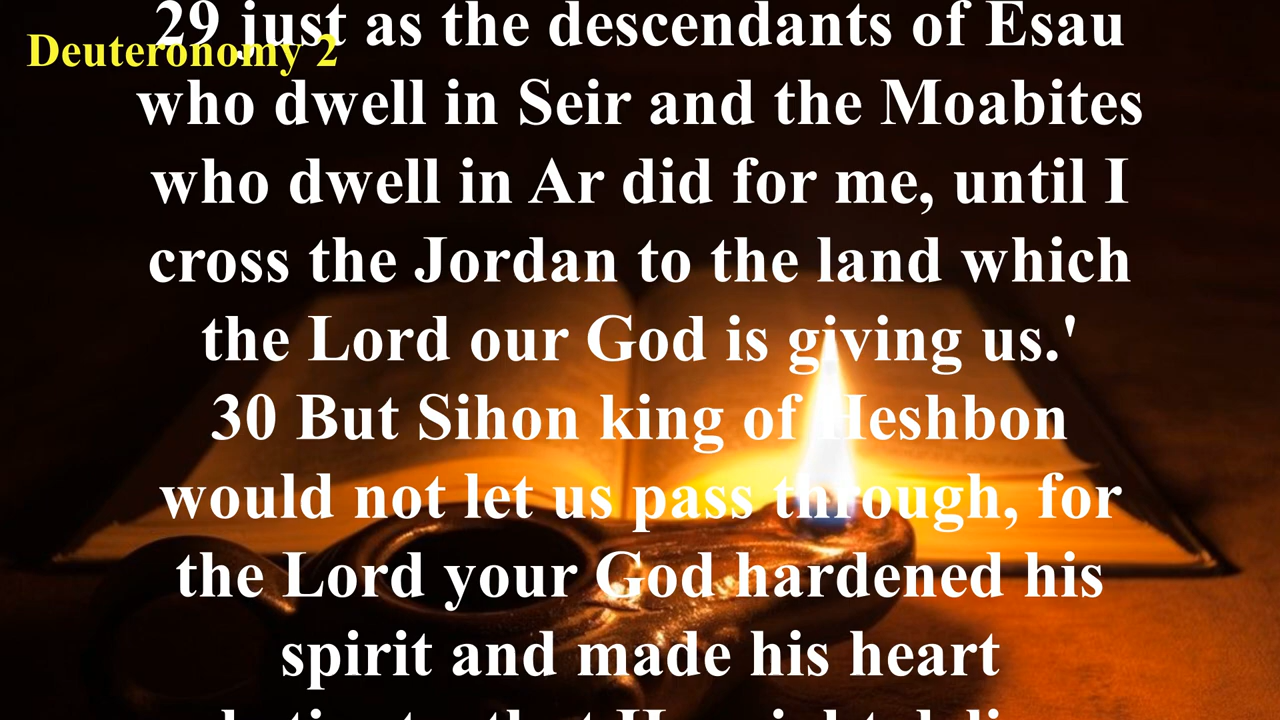 Deuteronomy 2
29 just as the descendants of Esau
who dwell in Seir and the Moabites
who dwell in Ar did for me, until I
cross the Jordan to the land which
the Lord our God is giving us.'
30 But Sihon king of Heshbon
would not let us pass through, for
the Lord your God hardened his
spirit and made his heart